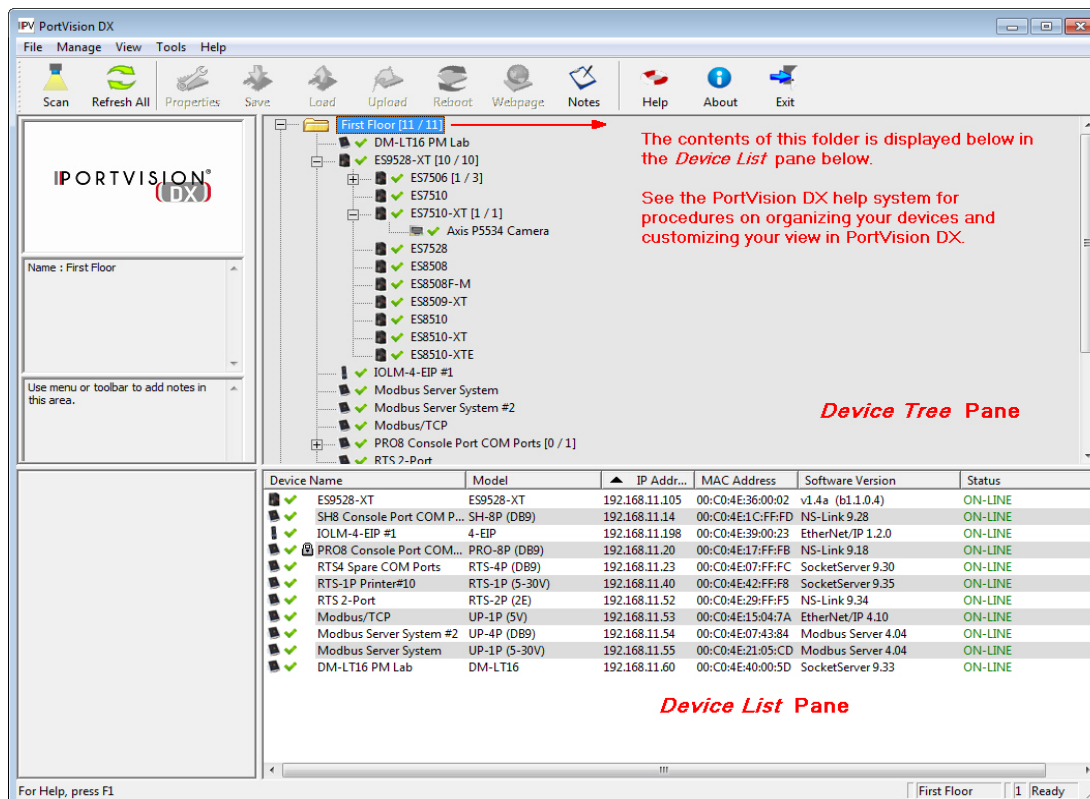 PortVision DX
File Manage View Tools Help
Scan Refresh All Properties Save Load Upload Reboot Webpage Notes Help About Exit
PORTVISION®
DX
Name : First Floor
Use menu or toolbar to add notes in
this area.
First Floor [11 / 11]
DM-LT16 PM Lab
ES9528-XT [10 / 10]
ES7506 [1 / 3]
ES7510
ES7510-XT [1 / 1]
Axis P5534 Camera
ES7528
ES8508
ES8508F-M
ES8509-XT
ES8510
ES8510-XT
ES8510-XTE
IOLM-4-EIP #1
Modbus Server System
Modbus Server System #2
Modbus/TCP
PRO8 Console Port COM Ports [0 / 1]
RTS 2-Port
The contents of this folder is displayed below in
the Device List pane below.
See the PortVision DX help system for
procedures on organizing your devices and
customizing your view in PortVision DX.
Device Tree Pane
Device Name Model IP Addr... MAC Address Software Version Status
ES9528-XT ES9528-XT 192.168.11.105 00:C0:4E:36:00:02 v1.4a (b1.1.0.4) ON-LINE
SH8 Console Port COM P... SH-8P (DB9) 192.168.11.14 00:C0:4E:1C:FF:FD NS-Link 9.28 ON-LINE
IOLM-4-EIP #1 4-EIP 192.168.11.198 00:C0:4E:39:00:23 EtherNet/IP 1.2.0 ON-LINE
PRO8 Console Port COM... PRO-8P (DB9) 192.168.11.20 00:C0:4E:17:FF:FB NS-Link 9.18 ON-LINE
RTS4 Spare COM Ports RTS-4P (DB9) 192.168.11.23 00:C0:4E:07:FF:FC SocketServer 9.30 ON-LINE
RTS-1P Printer#10 RTS-1P (5-30V) 192.168.11.40 00:C0:4E:42:FF:F8 SocketServer 9.35 ON-LINE
RTS 2-Port RTS-2P (2E) 192.168.11.52 00:C0:4E:29:FF:F5 NS-Link 9.34 ON-LINE
Modbus/TCP UP-1P (5V) 192.168.11.53 00:C0:4E:15:04:7A EtherNet/IP 4.10 ON-LINE
Modbus Server System #2 UP-4P (DB9) 192.168.11.54 00:C0:4E:07:43:84 Modbus Server 4.04 ON-LINE
Modbus Server System UP-1P (5-30V) 192.168.11.55 00:C0:4E:21:05:CD Modbus Server 4.04 ON-LINE
DM-LT16 PM Lab DM-LT16 192.168.11.60 00:C0:4E:40:00:5D SocketServer 9.33 ON-LINE
Device List Pane
For Help, press F1 First Floor 1 Ready